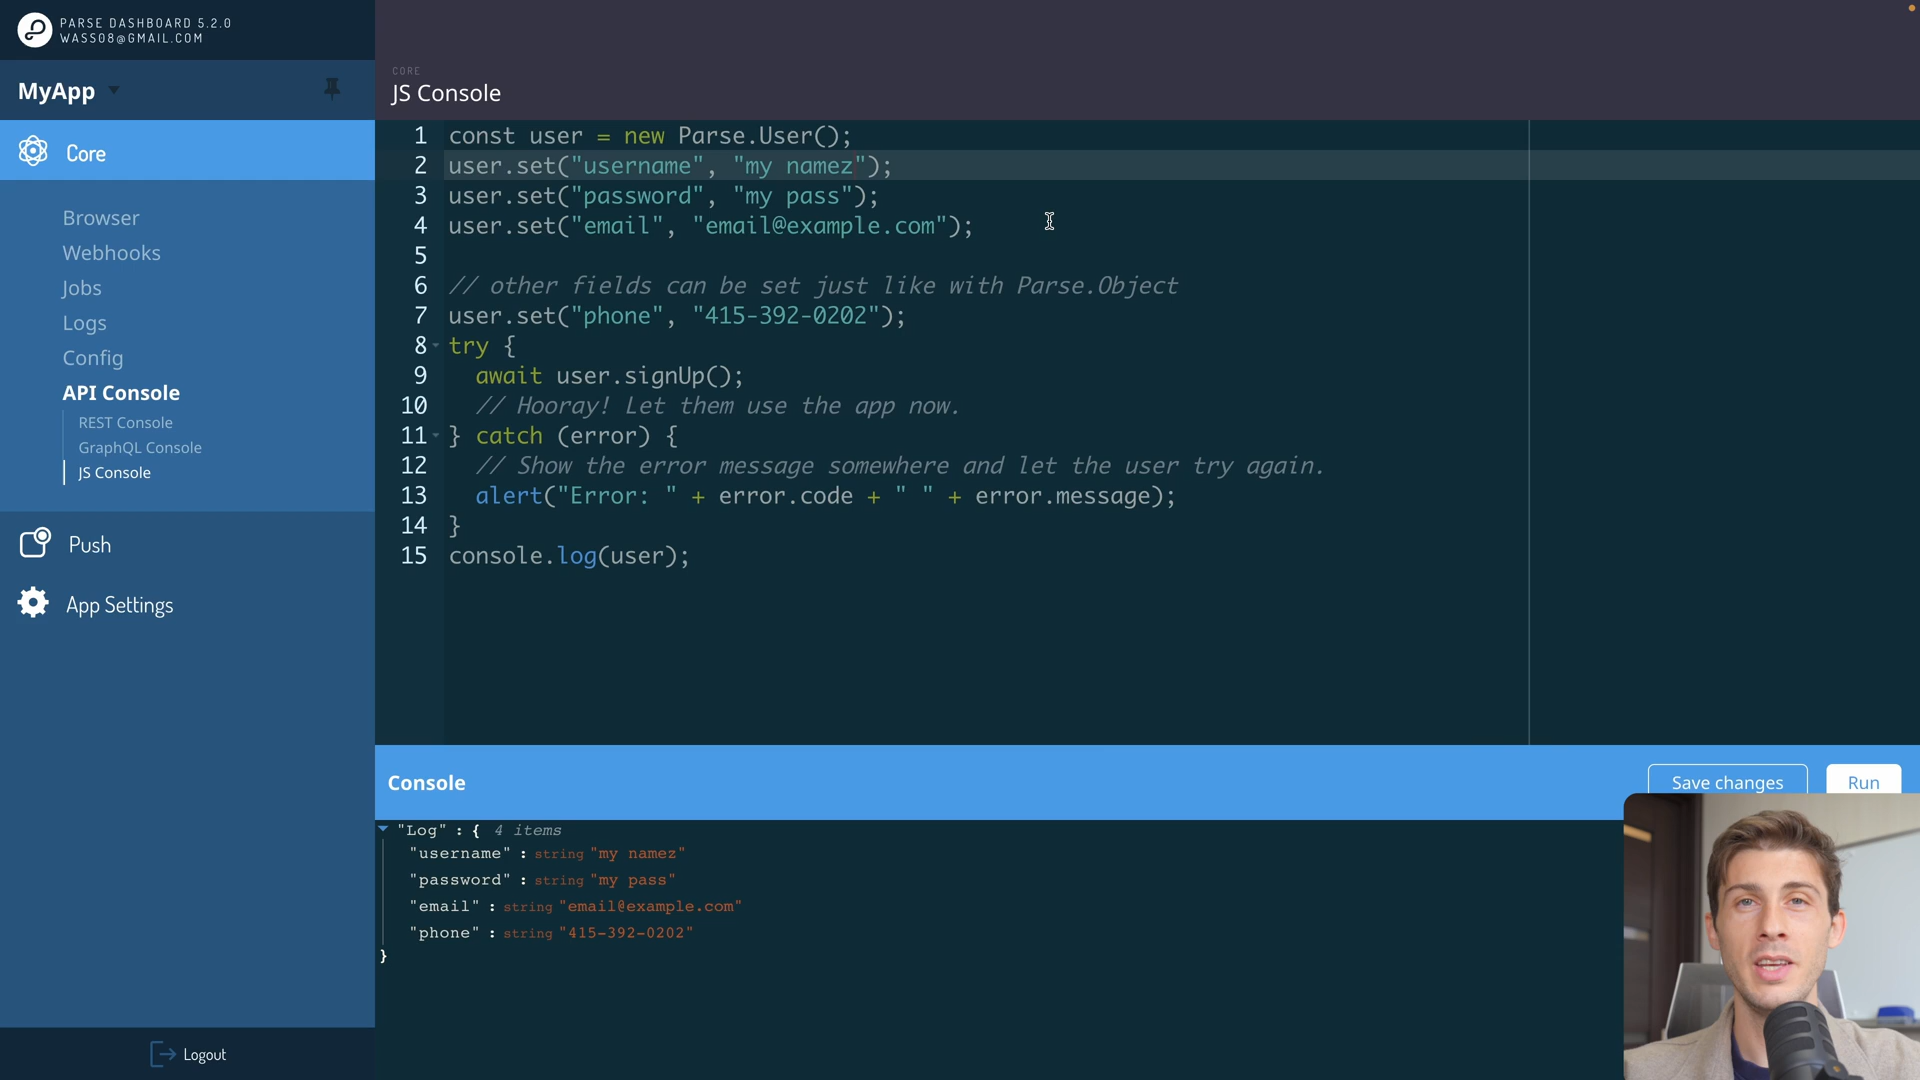 PARSE DASHBOARD 5.2.0
WASS08@GMAIL.COM
MyApp
Core
Browser
Webhooks
Jobs
Logs
Config
API Console
REST Console
GraphQL Console
JS Console
Push
App Settings
Logout
CORE
JS Console
1 const user = new Parse.User();
2 user.set("username", "my namez");
3 user.set("password", "my pass");
4 user.set("email", "email@example.com");
5
6 // other fields can be set just like with Parse.Object
7 user.set("phone", "415-392-0202");
8 try {
9 await user.signUp();
10 // Hooray! Let them use the app now.
11 } catch (error) {
12 // Show the error message somewhere and let the user try again.
13 alert("Error: " + error.code + " " + error.message);
14 }
15 console.log(user);
Console
Save changes
Run
"Log" : { 4 items
"username" : string "my namez"
"password" : string "my pass"
"email" : string "email@example.com"
"phone" : string "415-392-0202"
}